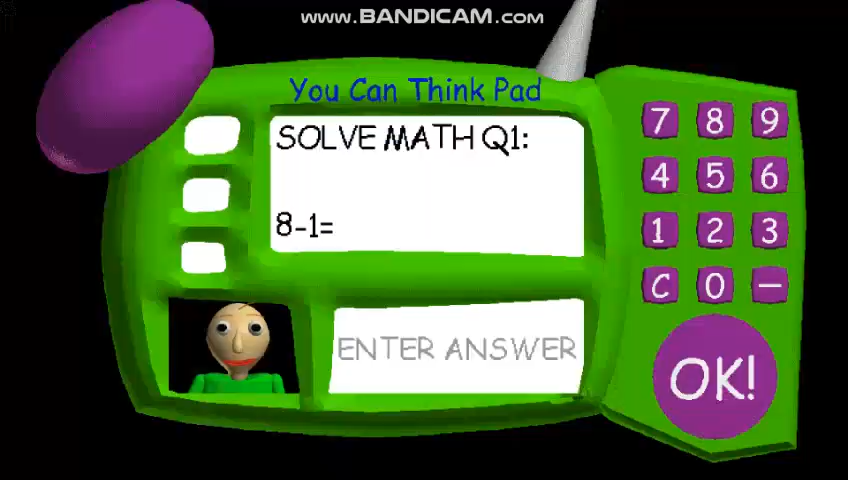 WWW.BANDICAM.COM
You Can Think Pad
SOLVE MATH Q1:
8-1=
ENTER ANSWER
7 8 9
4 5 6
1 2 3
C 0 –
OK!